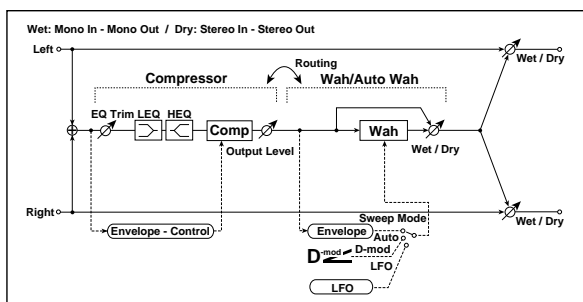 Wet: Mono In - Mono Out / Dry: Stereo In - Stereo Out
Left
Wet / Dry
Routing
Compressor
Wah/Auto Wah
EQ Trim LEQ HEQ
Comp
Wah
Output Level
Wet / Dry
Right
Wet / Dry
Sweep Mode
Envelope - Control
Envelope
Auto
D-mod
D-mod
LFO
LFO